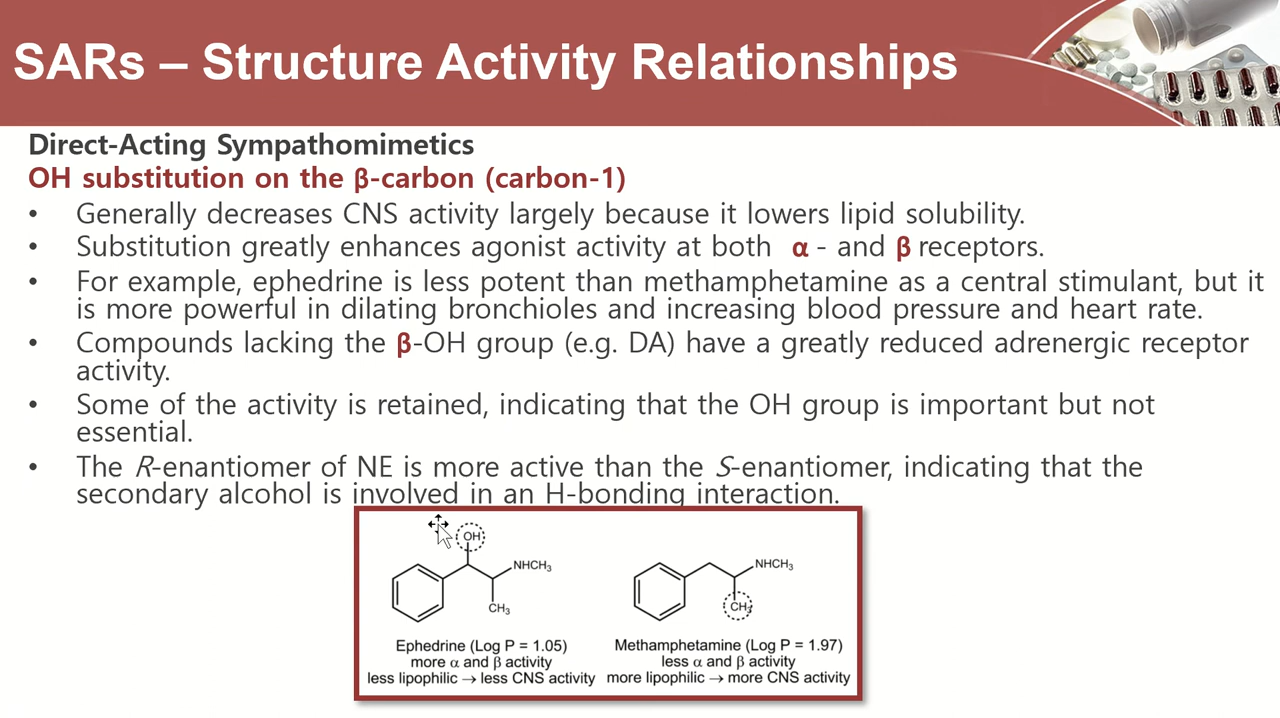 SARs – Structure Activity Relationships
Direct-Acting Sympathomimetics
OH substitution on the β-carbon (carbon-1)
• Generally decreases CNS activity largely because it lowers lipid solubility.
• Substitution greatly enhances agonist activity at both α - and β receptors.
• For example, ephedrine is less potent than methamphetamine as a central stimulant, but it
is more powerful in dilating bronchioles and increasing blood pressure and heart rate.
• Compounds lacking the β-OH group (e.g. DA) have a greatly reduced adrenergic receptor
activity.
• Some of the activity is retained, indicating that the OH group is important but not
essential.
• The R-enantiomer of NE is more active than the S-enantiomer, indicating that the
secondary alcohol is involved in an H-bonding interaction.
OH
NHCH₃
CH₃
Ephedrine (Log P = 1.05)
more α and β activity
less lipophilic → less CNS activity
NHCH₃
CH₃
Methamphetamine (Log P = 1.97)
less α and β activity
more lipophilic → more CNS activity